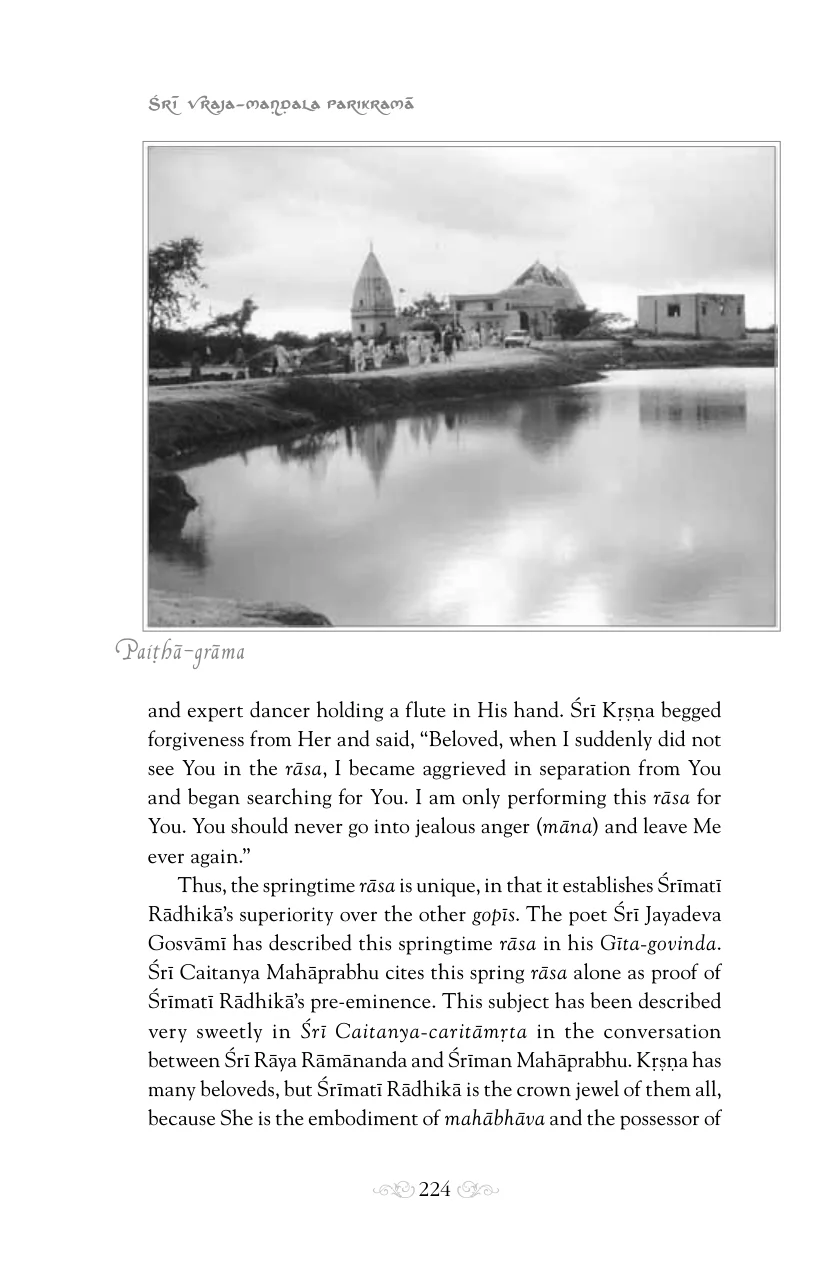 Śrī Vraja-maṇḍala Parikramā
Paiṭhā-grāma
and expert dancer holding a flute in His hand. Śrī Kṛṣṇa begged
forgiveness from Her and said, “Beloved, when I suddenly did not
see You in the rāsa, I became aggrieved in separation from You
and began searching for You. I am only performing this rāsa for
You. You should never go into jealous anger (māna) and leave Me
ever again.”
Thus, the springtime rāsa is unique, in that it establishes Śrīmatī
Rādhikā’s superiority over the other gopīs. The poet Śrī Jayadeva
Gosvāmī has described this springtime rāsa in his Gīta-govinda.
Śrī Caitanya Mahāprabhu cites this spring rāsa alone as proof of
Śrīmatī Rādhikā’s pre-eminence. This subject has been described
very sweetly in Śrī Caitanya-caritāmṛta in the conversation
between Śrī Rāya Rāmānanda and Śrīman Mahāprabhu. Kṛṣṇa has
many beloveds, but Śrīmatī Rādhikā is the crown jewel of them all,
because She is the embodiment of mahābhāva and the possessor of
224